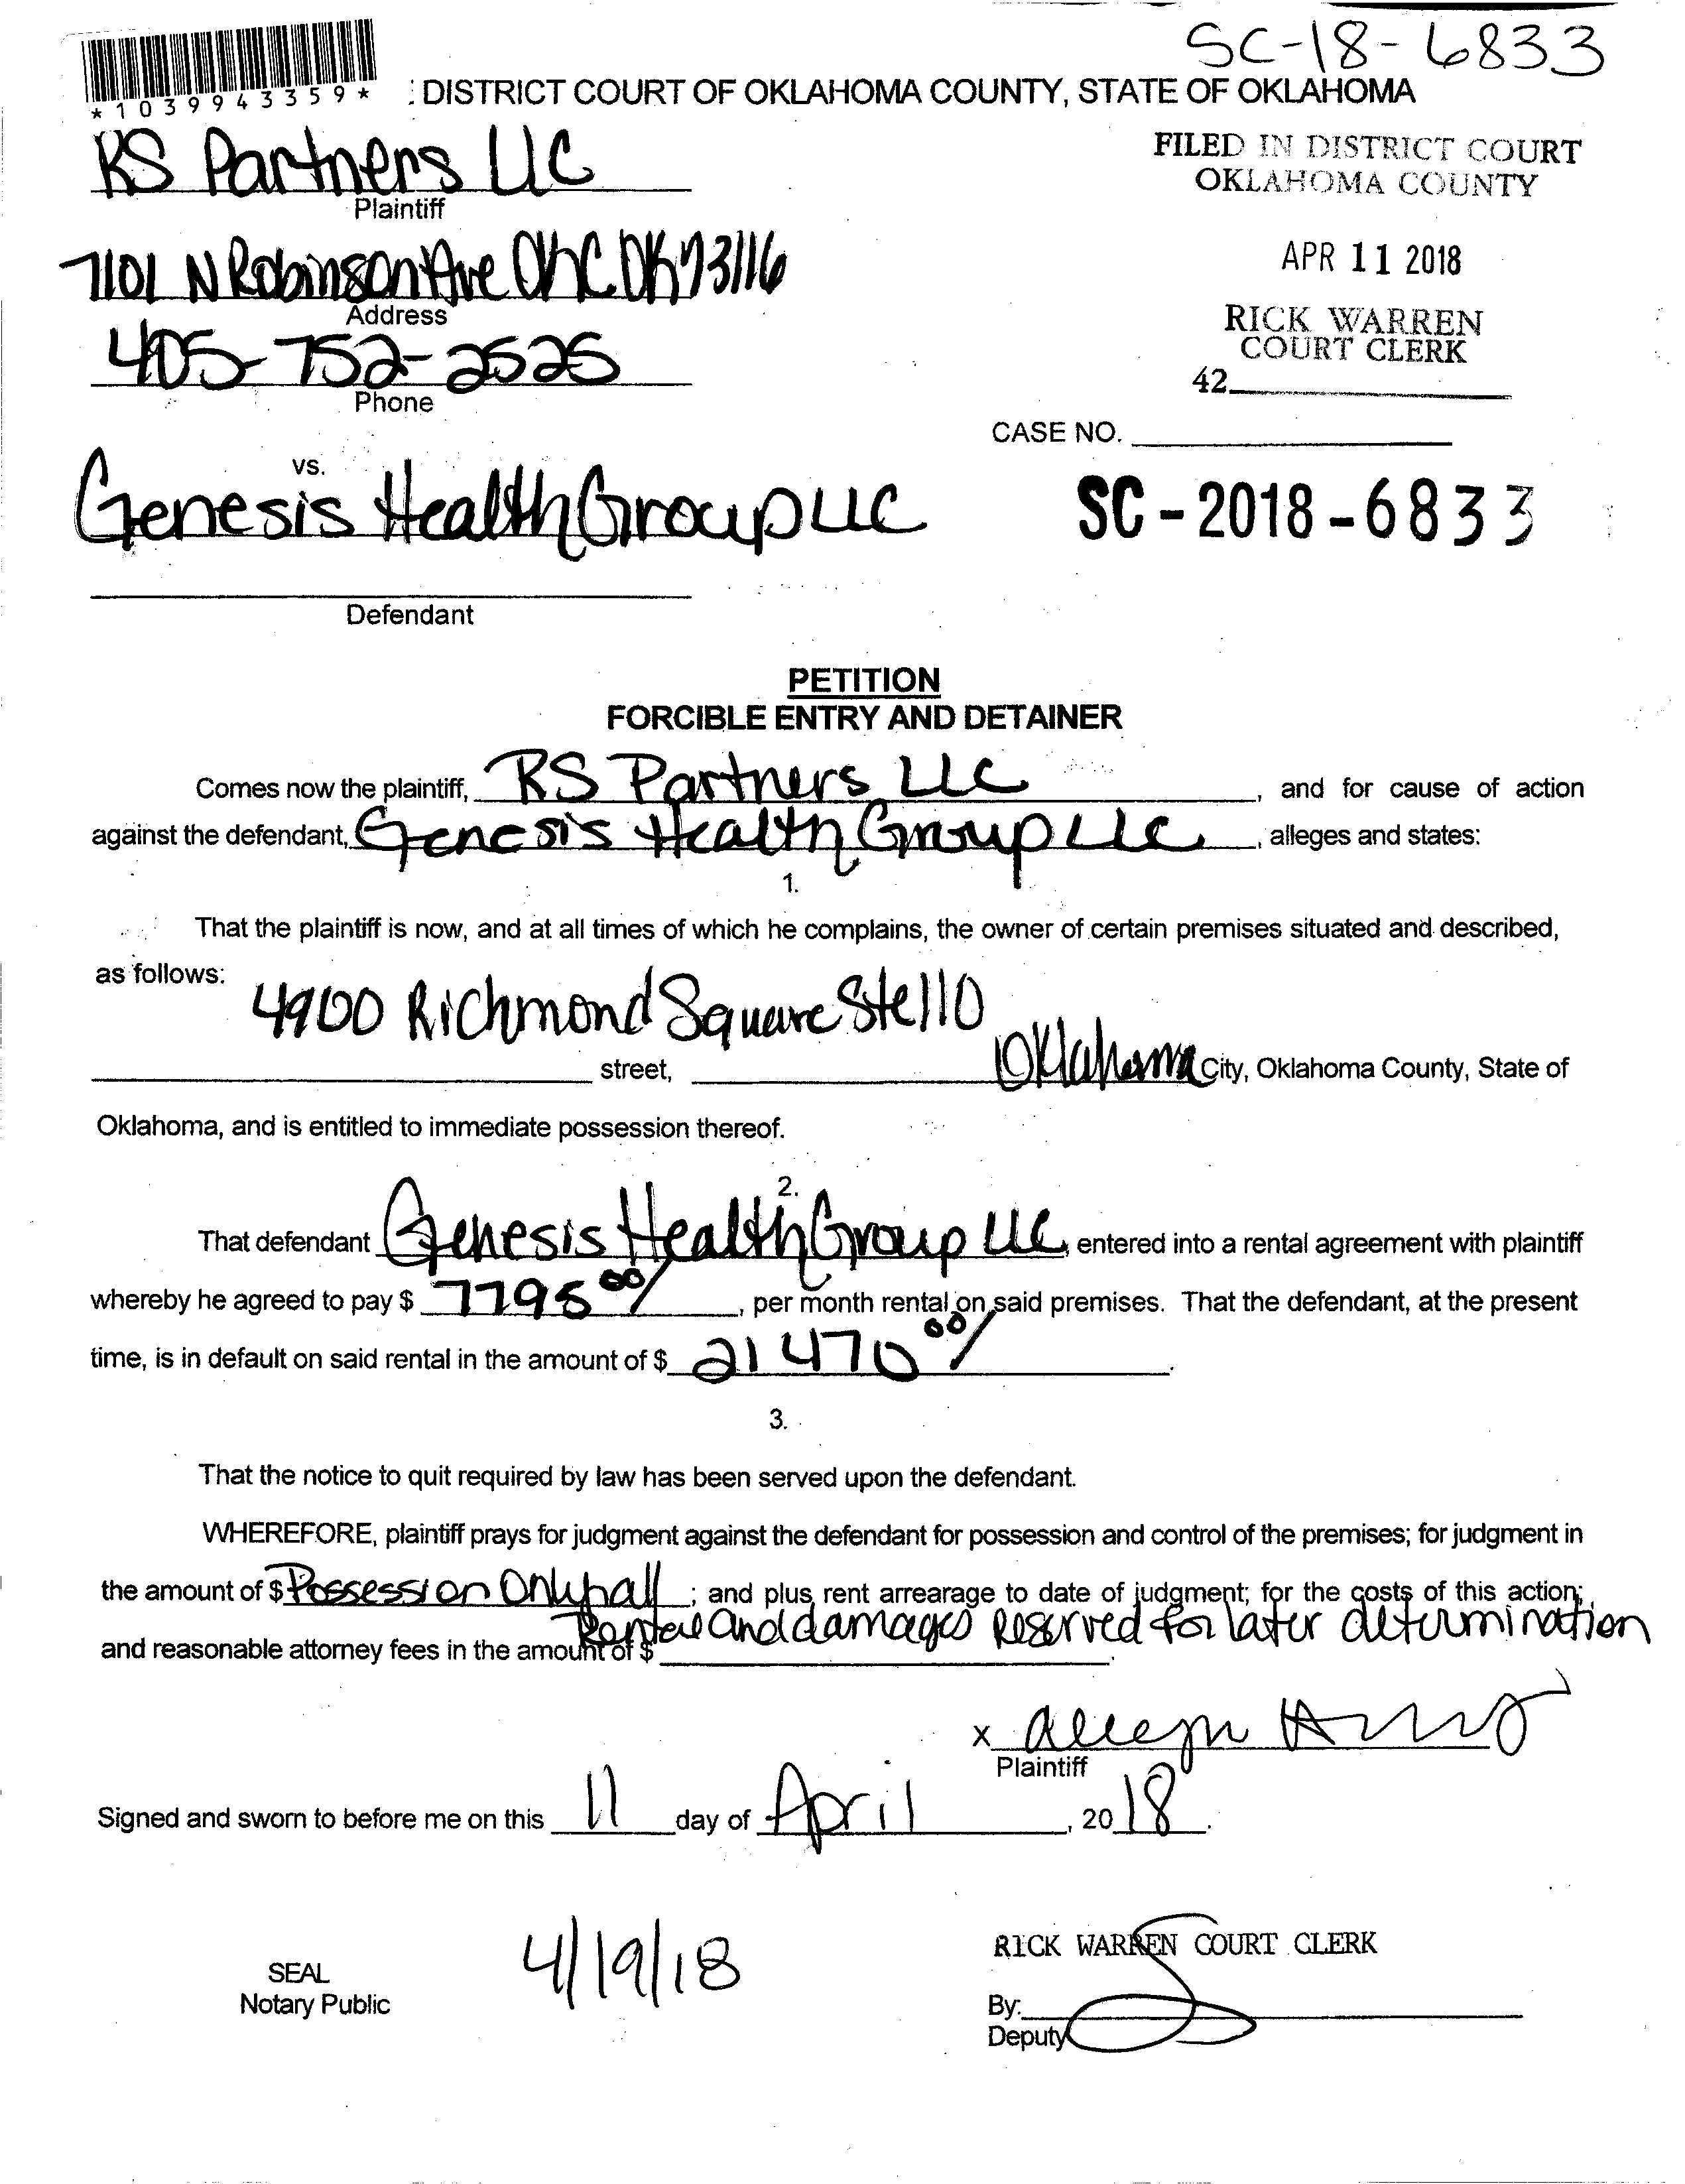 SC-18-6833
*1039943359*
: DISTRICT COURT OF OKLAHOMA COUNTY, STATE OF OKLAHOMA
RS Partners LLC
Plaintiff
FILED IN DISTRICT COURT
OKLAHOMA COUNTY
7101 N Robinson Ave OKC OK 73116
Address
APR 11 2018
405-752-2525
Phone
RICK WARREN
COURT CLERK
42
CASE NO.
vs.
Genesis Health Group LLC
SC-2018-6833
Defendant
PETITION
FORCIBLE ENTRY AND DETAINER
Comes now the plaintiff, RS Partners LLC, and for cause of action
against the defendant, Genesis Health Group LLC, alleges and states:
1.
That the plaintiff is now, and at all times of which he complains, the owner of certain premises situated and described,
as follows:
4900 Richmond Square Ste 110
street, Oklahoma City, Oklahoma County, State of
Oklahoma, and is entitled to immediate possession thereof.
2.
That defendant Genesis Health Group LLC, entered into a rental agreement with plaintiff
whereby he agreed to pay $ 7795 00/, per month rental on said premises. That the defendant, at the present
time, is in default on said rental in the amount of $ 21470 00/.
3.
That the notice to quit required by law has been served upon the defendant.
WHEREFORE, plaintiff prays for judgment against the defendant for possession and control of the premises; for judgment in
the amount of $ Possession Only all; and plus rent arrearage to date of judgment; for the costs of this action;
Rental and damages Reserved for later determination
and reasonable attorney fees in the amount of $.
x
Plaintiff
Signed and sworn to before me on this 11 day of April, 2018.
SEAL
Notary Public
4/19/18
RICK WARREN COURT CLERK
By:
Deputy